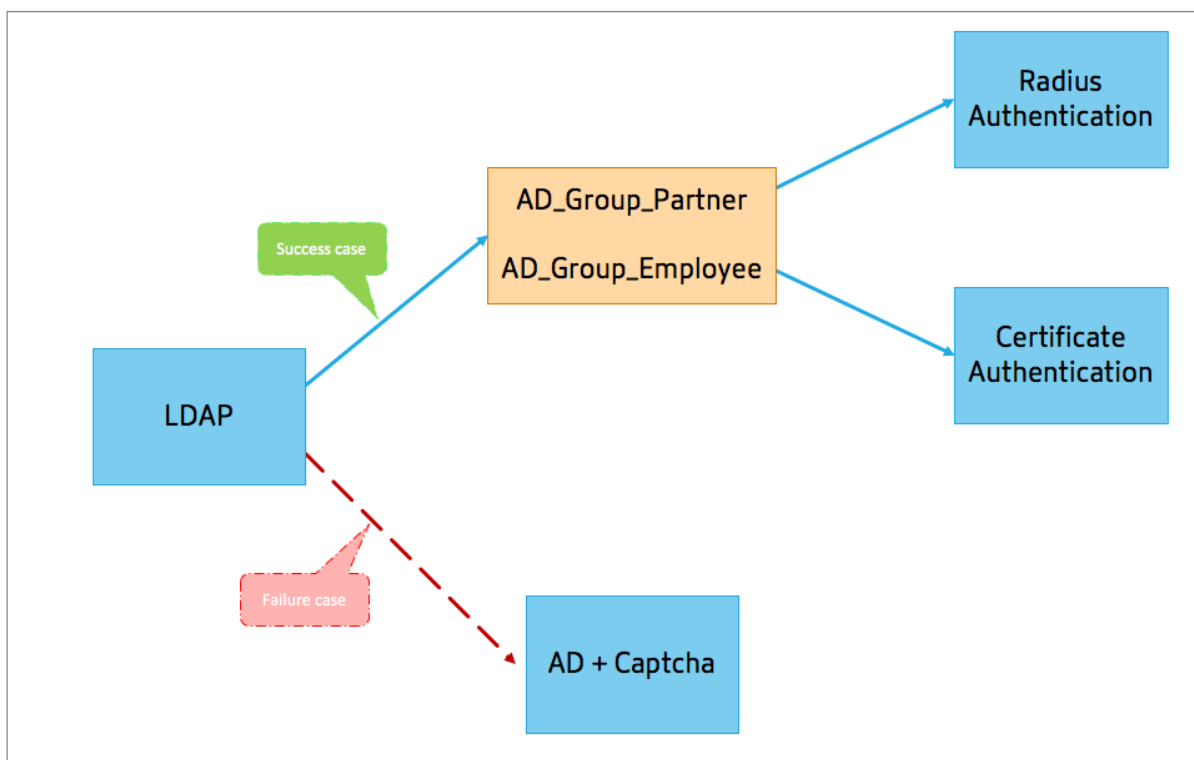 Radius
Authentication
AD_Group_Partner
AD_Group_Employee
Success case
Certificate
Authentication
LDAP
Failure case
AD + Captcha